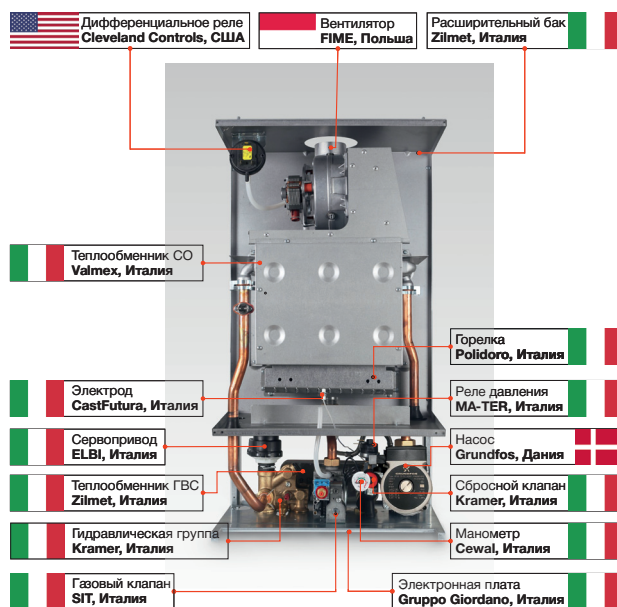 Дифференциальное реле
Cleveland Controls, США
Вентилятор
FIME, Польша
Расширительный бак
Zilmet, Италия
Теплообменник СО
Valmex, Италия
Горелка
Polidoro, Италия
Электрод
CastFutura, Италия
Реле давления
MA-TER, Италия
Сервопривод
ELBI, Италия
Насос
Grundfos, Дания
Теплообменник ГВС
Zilmet, Италия
Сбросной клапан
Kramer, Италия
Гидравлическая группа
Kramer, Италия
Манометр
Cewal, Италия
Газовый клапан
SIT, Италия
Электронная плата
Gruppo Giordano, Италия